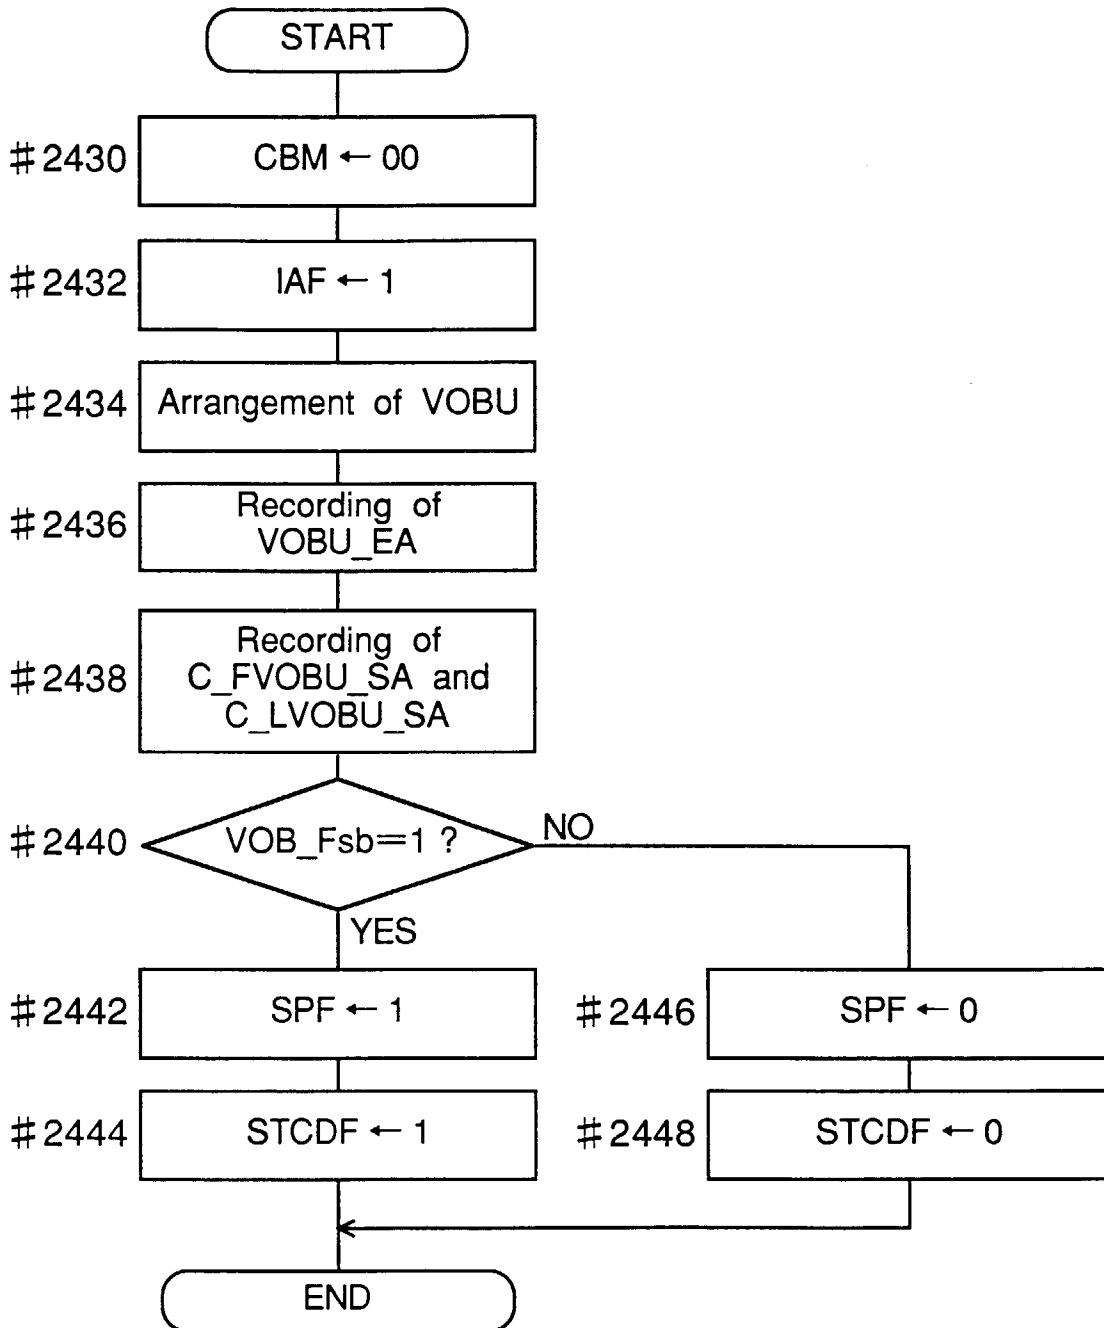 START
#2430
CBM ← 00
#2432
IAF ← 1
#2434
Arrangement of VOBU
#2436
Recording of
VOBU_EA
#2438
Recording of
C_FVOBU_SA and
C_LVOBU_SA
#2440
VOB_Fsb=1 ?
NO
YES
#2442
SPF ← 1
#2446
SPF ← 0
#2444
STCDF ← 1
#2448
STCDF ← 0
END